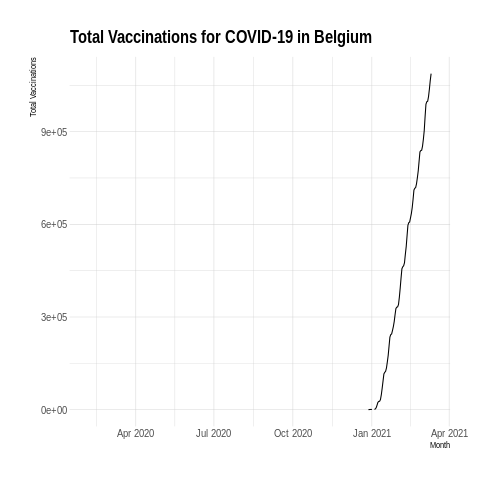 Total Vaccinations for COVID-19 in Belgium
Total Vaccinations
9e+05
6e+05
3e+05
0e+00
Apr 2020 Jul 2020 Oct 2020 Jan 2021 Apr 2021
Month